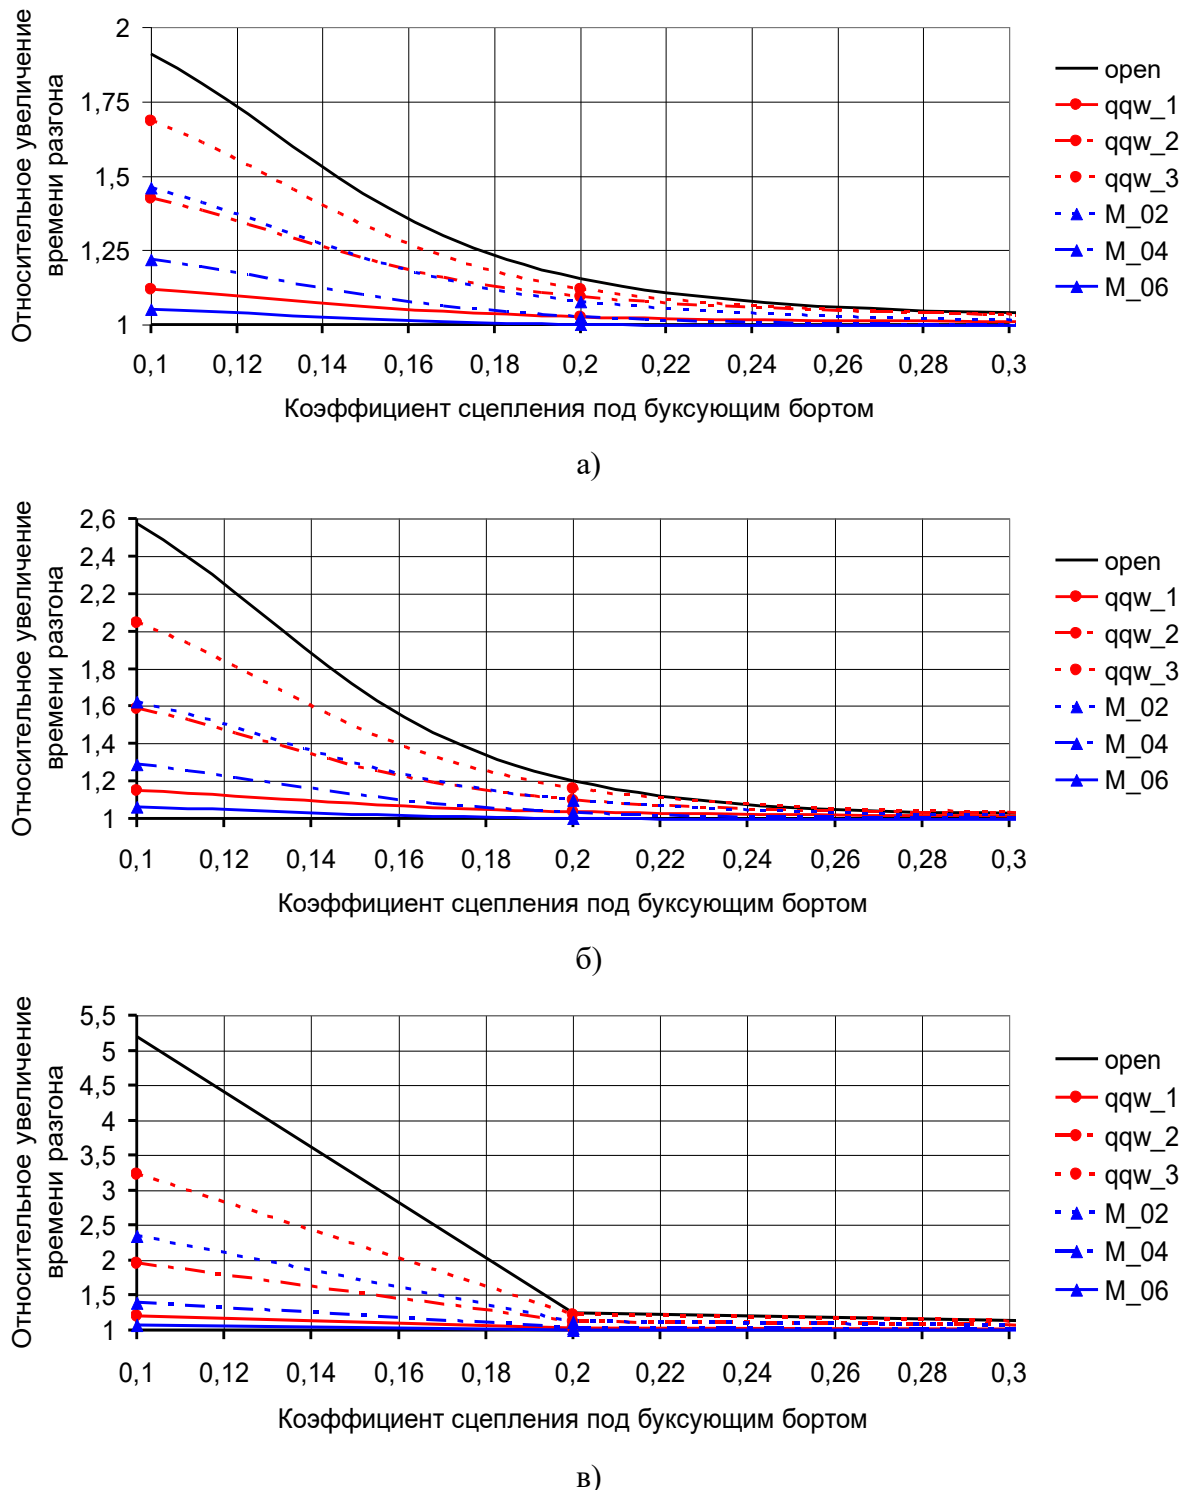 Относительное увеличение
времени разгона
2
1,75
1,5
1,25
1
0,1 0,12 0,14 0,16 0,18 0,2 0,22 0,24 0,26 0,28 0,3
Коэффициент сцепления под буксующим бортом
open
qqw_1
qqw_2
qqw_3
M_02
M_04
M_06
а)
Относительное увеличение
времени разгона
2,6
2,4
2,2
2
1,8
1,6
1,4
1,2
1
0,1 0,12 0,14 0,16 0,18 0,2 0,22 0,24 0,26 0,28 0,3
Коэффициент сцепления под буксующим бортом
open
qqw_1
qqw_2
qqw_3
M_02
M_04
M_06
б)
Относительное увеличение
времени разгона
5,5
5
4,5
4
3,5
3
2,5
2
1,5
1
0,1 0,12 0,14 0,16 0,18 0,2 0,22 0,24 0,26 0,28 0,3
Коэффициент сцепления под буксующим бортом
open
qqw_1
qqw_2
qqw_3
M_02
M_04
M_06
в)